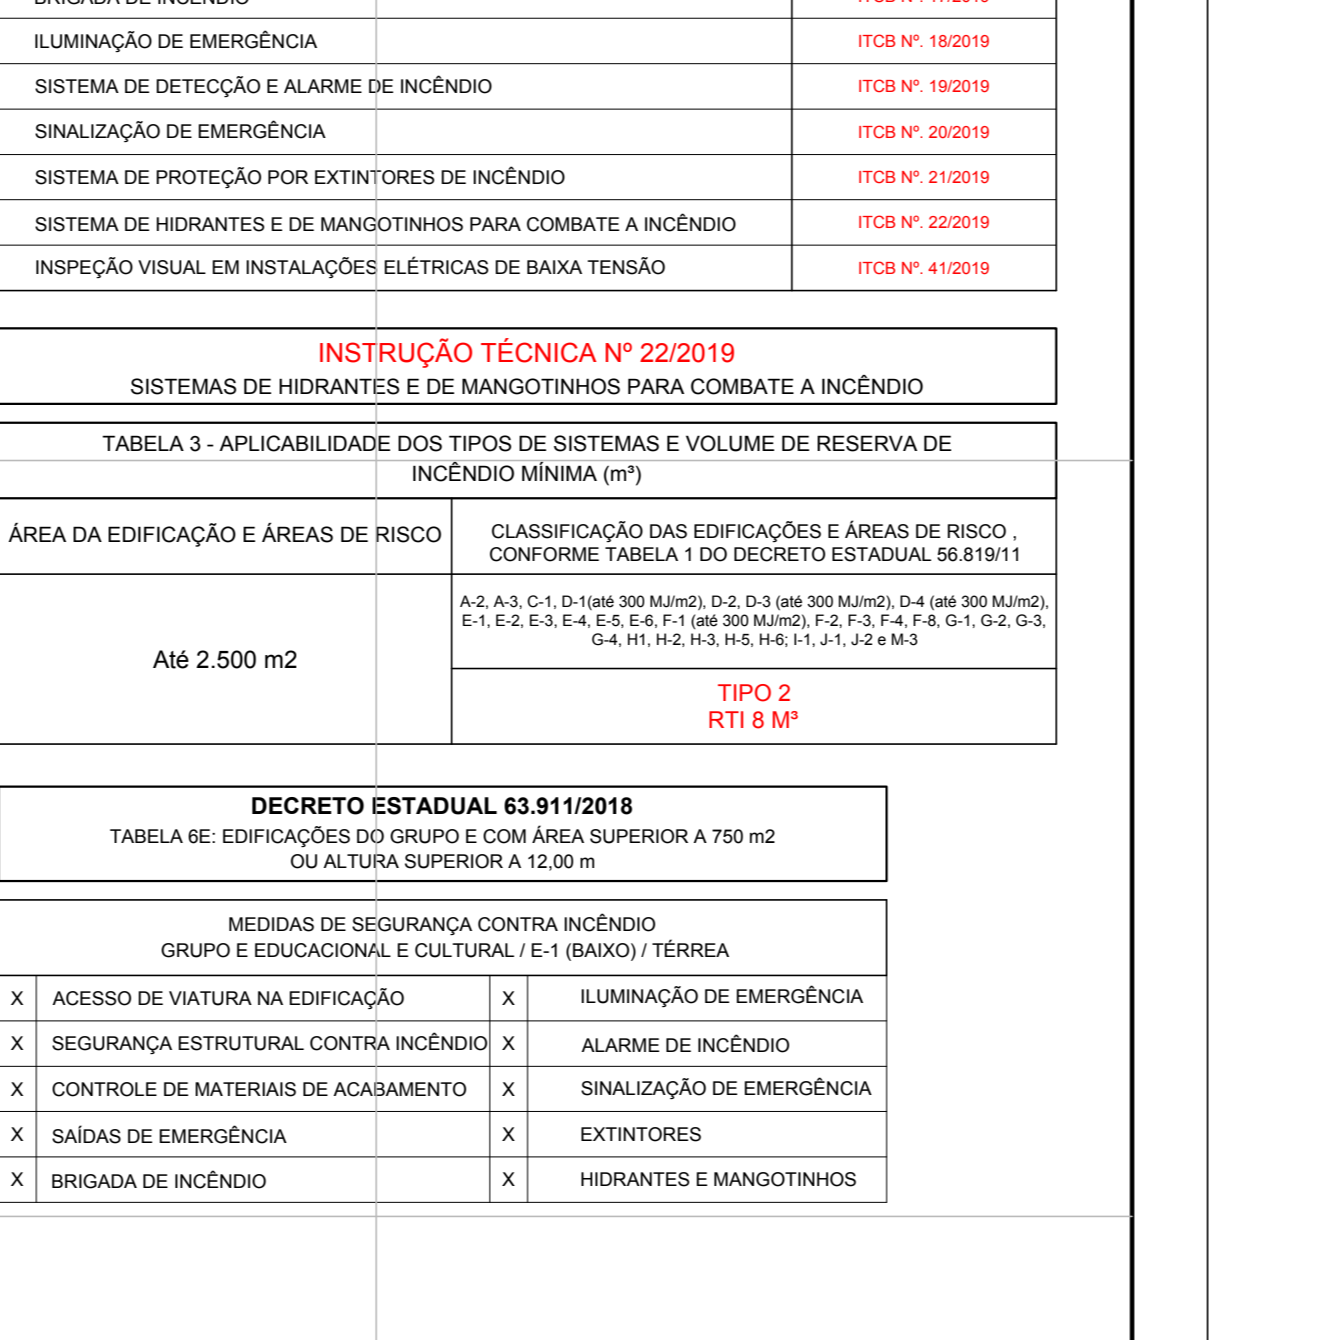 BRIGADA DE INCÊNDIO ITCB Nº. 17/2019
ILUMINAÇÃO DE EMERGÊNCIA ITCB Nº. 18/2019
SISTEMA DE DETECÇÃO E ALARME DE INCÊNDIO ITCB Nº. 19/2019
SINALIZAÇÃO DE EMERGÊNCIA ITCB Nº. 20/2019
SISTEMA DE PROTEÇÃO POR EXTINTORES DE INCÊNDIO ITCB Nº. 21/2019
SISTEMA DE HIDRANTES E DE MANGOTINHOS PARA COMBATE A INCÊNDIO ITCB Nº. 22/2019
INSPEÇÃO VISUAL EM INSTALAÇÕES ELÉTRICAS DE BAIXA TENSÃO ITCB Nº. 41/2019
INSTRUÇÃO TÉCNICA Nº 22/2019
SISTEMAS DE HIDRANTES E DE MANGOTINHOS PARA COMBATE A INCÊNDIO
TABELA 3 - APLICABILIDADE DOS TIPOS DE SISTEMAS E VOLUME DE RESERVA DE
INCÊNDIO MÍNIMA (m³)
ÁREA DA EDIFICAÇÃO E ÁREAS DE RISCO
CLASSIFICAÇÃO DAS EDIFICAÇÕES E ÁREAS DE RISCO ,
CONFORME TABELA 1 DO DECRETO ESTADUAL 56.819/11
Até 2.500 m2
A-2, A-3, C-1, D-1(até 300 MJ/m2), D-2, D-3 (até 300 MJ/m2), D-4 (até 300 MJ/m2),
E-1, E-2, E-3, E-4, E-5, E-6, F-1 (até 300 MJ/m2), F-2, F-3, F-4, F-8, G-1, G-2, G-3,
G-4, H1, H-2, H-3, H-5, H-6; I-1, J-1, J-2 e M-3
TIPO 2
RTI 8 M³
DECRETO ESTADUAL 63.911/2018
TABELA 6E: EDIFICAÇÕES DO GRUPO E COM ÁREA SUPERIOR A 750 m2
OU ALTURA SUPERIOR A 12,00 m
MEDIDAS DE SEGURANÇA CONTRA INCÊNDIO
GRUPO E EDUCACIONAL E CULTURAL / E-1 (BAIXO) / TÉRREA
X ACESSO DE VIATURA NA EDIFICAÇÃO X ILUMINAÇÃO DE EMERGÊNCIA
X SEGURANÇA ESTRUTURAL CONTRA INCÊNDIO X ALARME DE INCÊNDIO
X CONTROLE DE MATERIAIS DE ACABAMENTO X SINALIZAÇÃO DE EMERGÊNCIA
X SAÍDAS DE EMERGÊNCIA X EXTINTORES
X BRIGADA DE INCÊNDIO X HIDRANTES E MANGOTINHOS